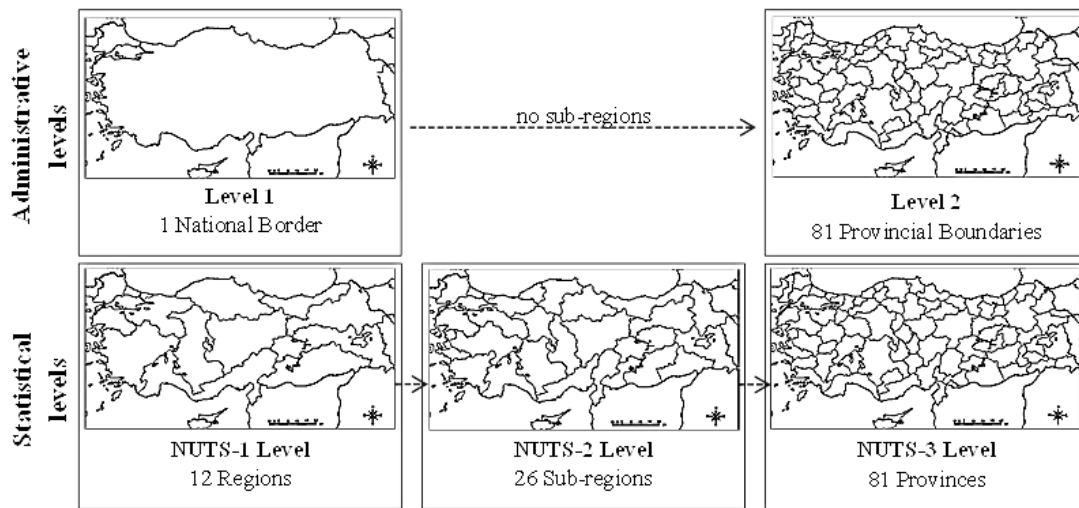 Administrative
levels
no sub-regions
Level 1
1 National Border
Level 2
81 Provincial Boundaries
Statistical
levels
NUTS-1 Level
12 Regions
NUTS-2 Level
26 Sub-regions
NUTS-3 Level
81 Provinces